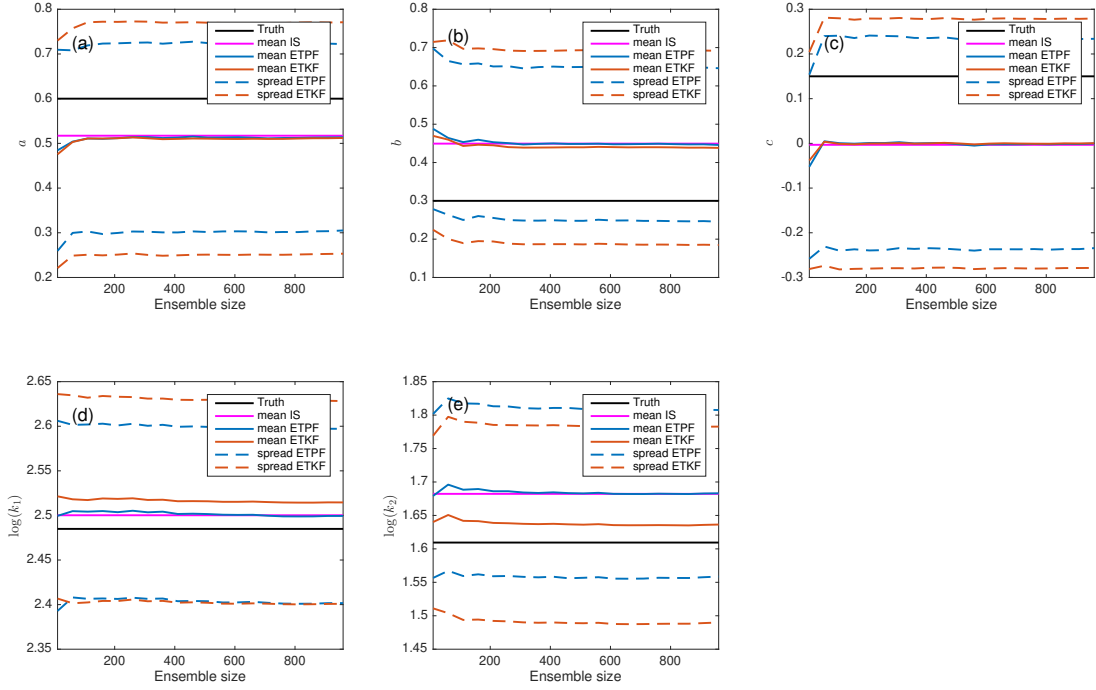 0.8
0.7
0.6
0.5
0.4
0.3
0.2
a
200
400
600
800
Ensemble size
(a)
Truth
mean IS
mean ETPF
mean ETKF
spread ETPF
spread ETKF
0.8
0.7
0.6
0.5
0.4
0.3
0.2
0.1
b
200
400
600
800
Ensemble size
(b)
Truth
mean IS
mean ETPF
mean ETKF
spread ETPF
spread ETKF
0.3
0.2
0.1
0
-0.1
-0.2
-0.3
c
200
400
600
800
Ensemble size
(c)
Truth
mean IS
mean ETPF
mean ETKF
spread ETPF
spread ETKF
2.65
2.6
2.55
2.5
2.45
2.4
2.35
log(k₁)
200
400
600
800
Ensemble size
(d)
Truth
mean IS
mean ETPF
mean ETKF
spread ETPF
spread ETKF
1.85
1.8
1.75
1.7
1.65
1.6
1.55
1.5
1.45
log(k₂)
200
400
600
800
Ensemble size
(e)
Truth
mean IS
mean ETPF
mean ETKF
spread ETPF
spread ETKF